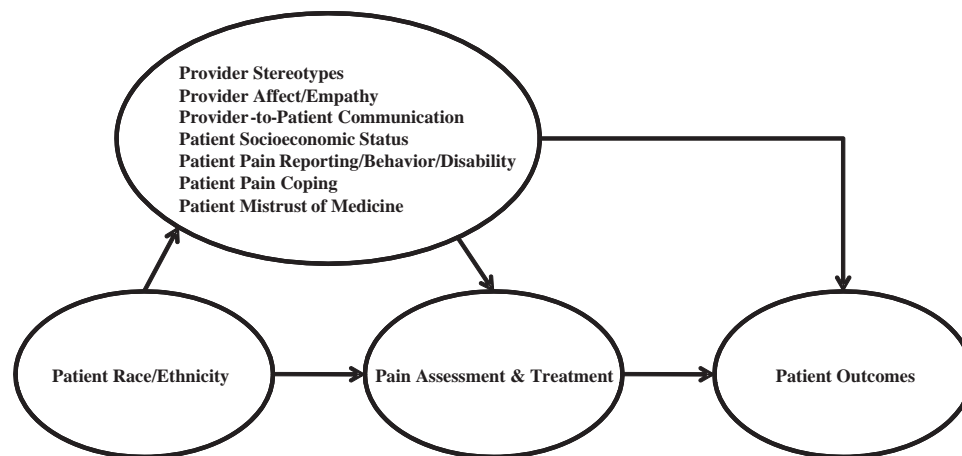 Provider Stereotypes
Provider Affect/Empathy
Provider-to-Patient Communication
Patient Socioeconomic Status
Patient Pain Reporting/Behavior/Disability
Patient Pain Coping
Patient Mistrust of Medicine
Patient Race/Ethnicity
Pain Assessment & Treatment
Patient Outcomes